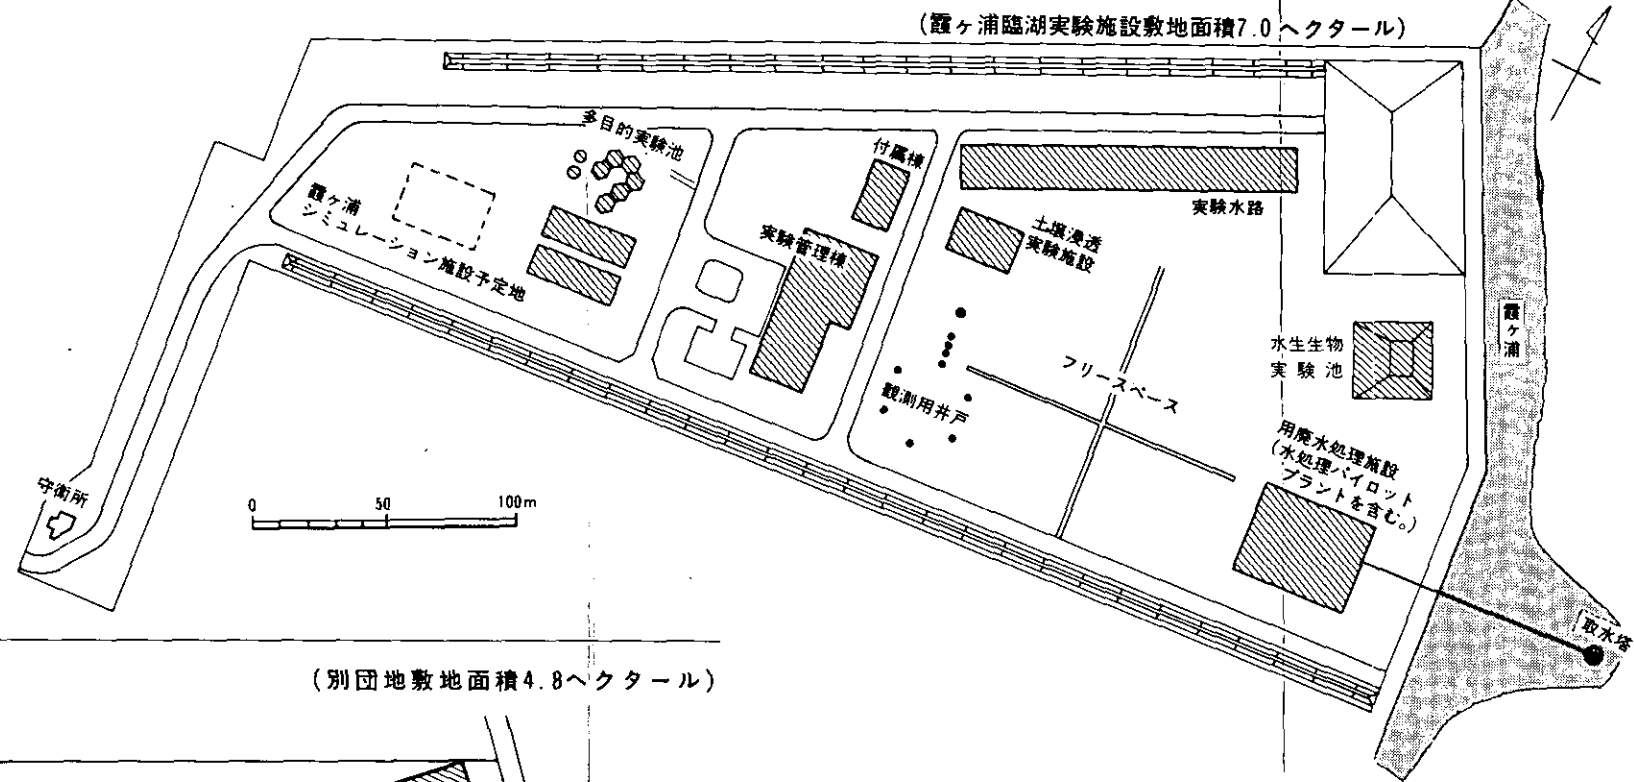 (霞ヶ浦臨湖実験施設敷地面積7.0ヘクタール)
多目的実験池
付属棟
霞ヶ浦
シミュレーション施設予定地
実験管理棟
実験水路
土壌浸透
実験施設
霞ヶ浦
水生生物
実験池
フリースペース
観測用井戸
用廃水処理施設
(水処理パイロット
プラントを含む。)
守衛所
0 50 100m
取水塔
(別団地敷地面積4.8ヘクタール)